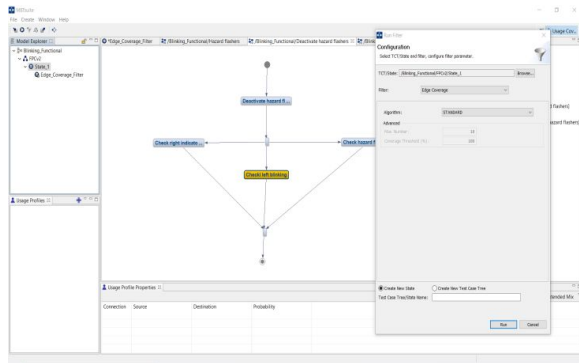 MBTsuite
File Create Window Help
Model Explorer
Blinking_Functional
FPCv2
State_1
Edge_Coverage_Filter
*Edge_Coverage_Filter
/Blinking_Functional/Hazard flashers
/Blinking_Functional/Deactivate hazard flashers
Deactivate hazard fl...
Check right indicate ...
Check hazard f
Check left blinking
Usage Profiles
Usage Profile Properties
Connection Source Destination Probability
Run Filter
Configuration
Select TCT/State and filter, configure filter parameter.
TCT/State: /Blinking_Functional/FPCv2/State_1 Browse...
Filter: Edge Coverage
Algorithm: STANDARD
Advanced
Coverage Threshold (%): 100
Create New State Create New Test Case Tree
Test Case Tree/State Name:
Run Cancel
Usage Cov...
flashers]
azard flashers]
tended Mix